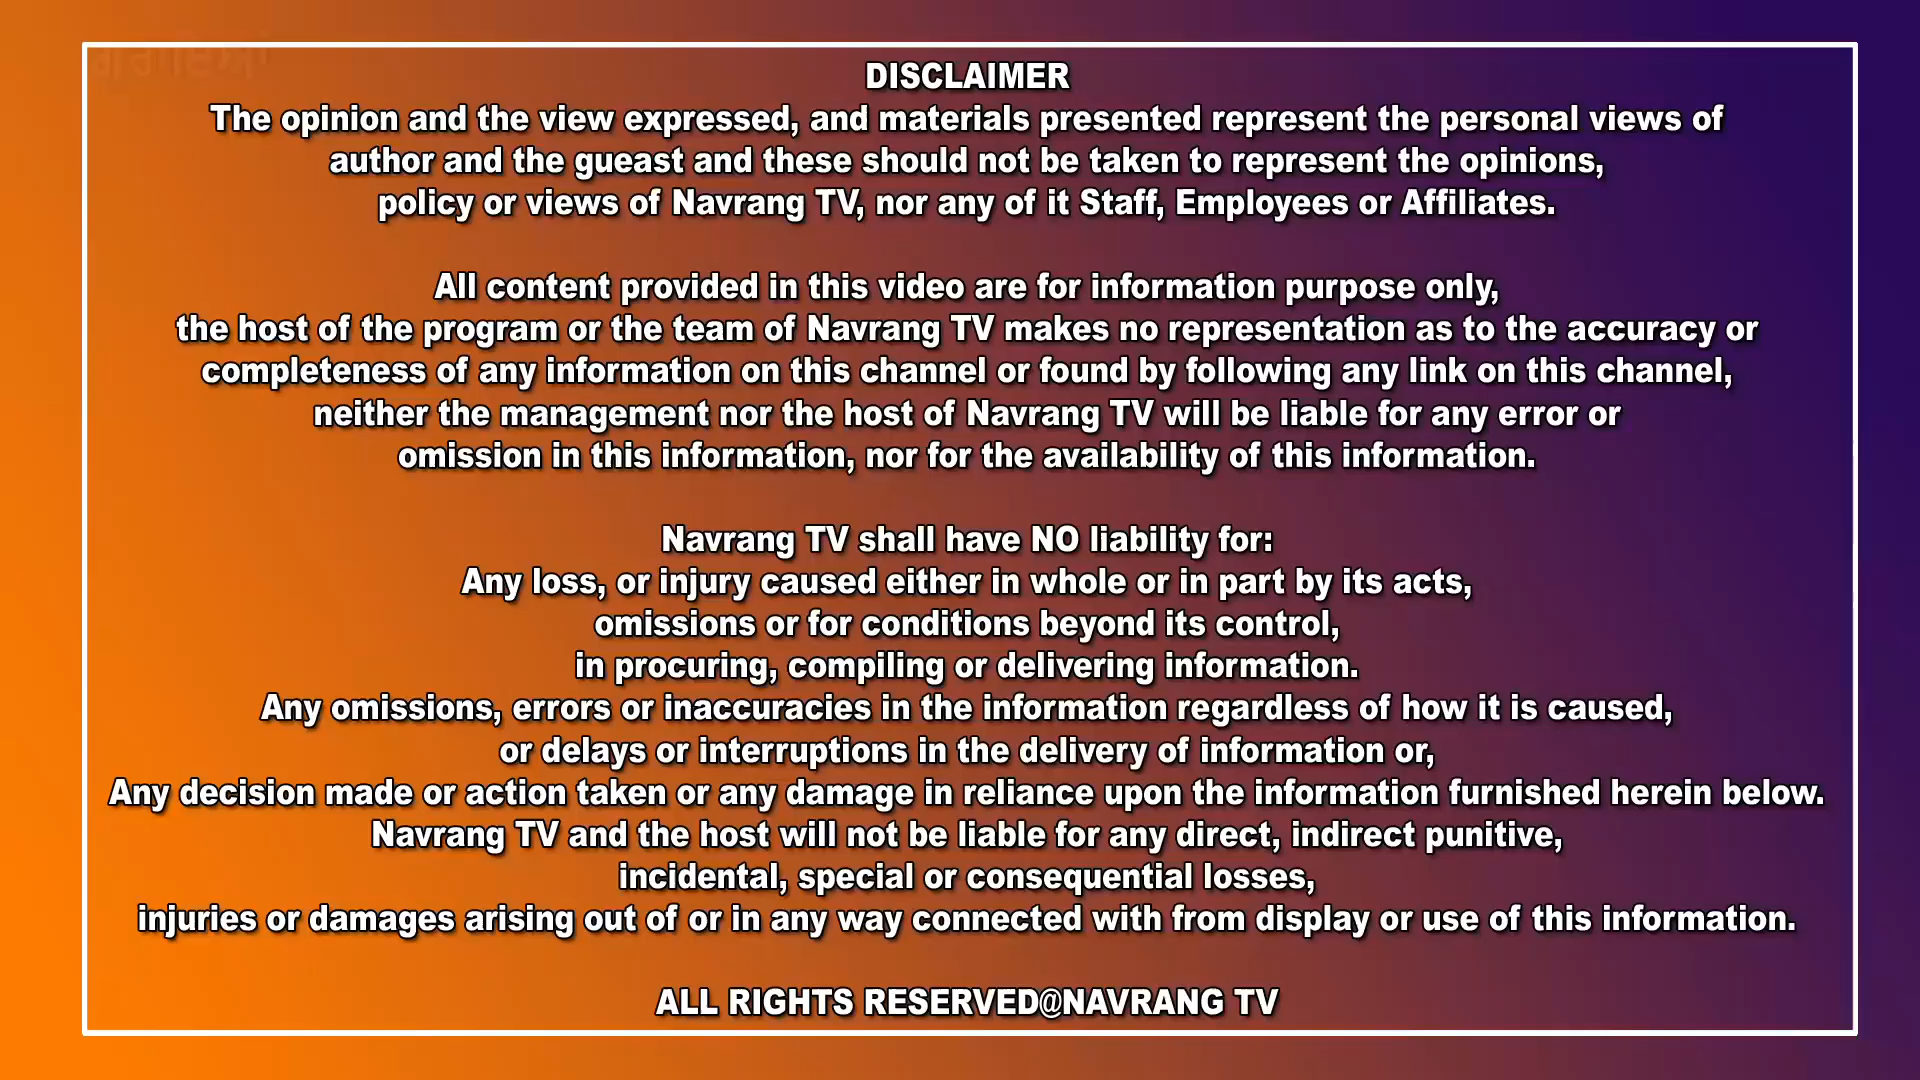 DISCLAIMER
The opinion and the view expressed, and materials presented represent the personal views of
author and the gueast and these should not be taken to represent the opinions,
policy or views of Navrang TV, nor any of it Staff, Employees or Affiliates.
All content provided in this video are for information purpose only,
the host of the program or the team of Navrang TV makes no representation as to the accuracy or
completeness of any information on this channel or found by following any link on this channel,
neither the management nor the host of Navrang TV will be liable for any error or
omission in this information, nor for the availability of this information.
Navrang TV shall have NO liability for:
Any loss, or injury caused either in whole or in part by its acts,
omissions or for conditions beyond its control,
in procuring, compiling or delivering information.
Any omissions, errors or inaccuracies in the information regardless of how it is caused,
or delays or interruptions in the delivery of information or,
Any decision made or action taken or any damage in reliance upon the information furnished herein below.
Navrang TV and the host will not be liable for any direct, indirect punitive,
incidental, special or consequential losses,
injuries or damages arising out of or in any way connected with from display or use of this information.
ALL RIGHTS RESERVED@NAVRANG TV